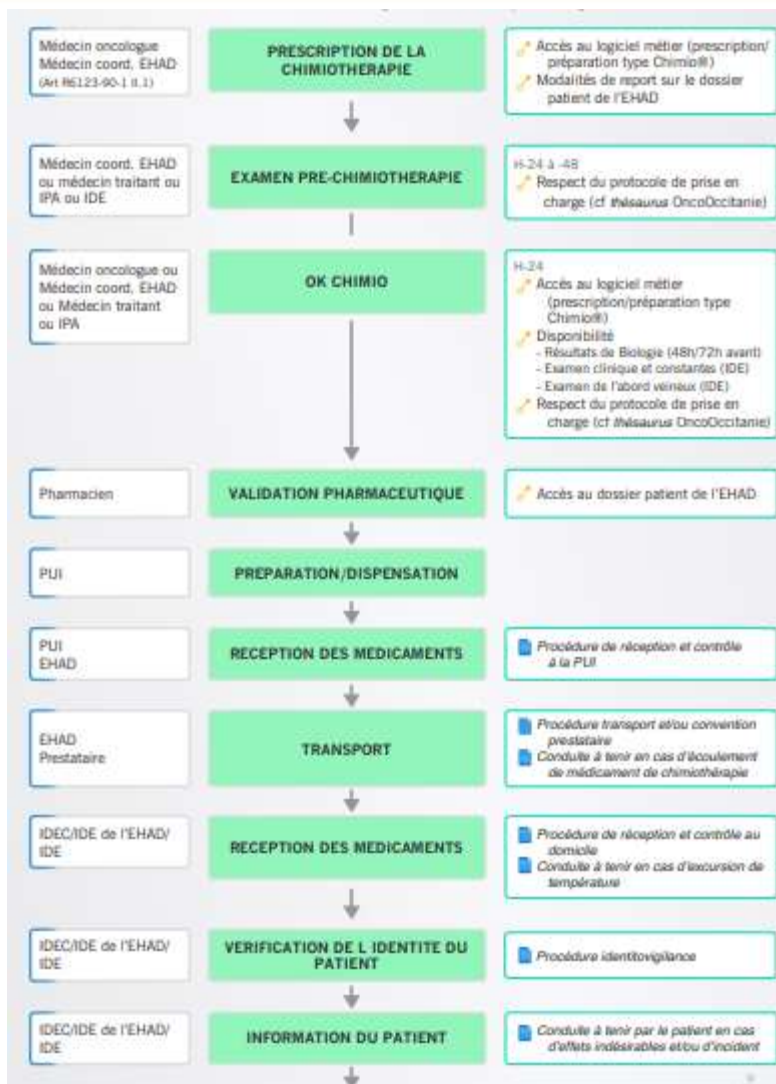 Médecin oncologue
Médecin coord. EHAD
(Art R6123-90-1 II.1)
PRESCRIPTION DE LA
CHIMIOTHERAPIE
Accès au logiciel métier (prescription/
préparation type Chimio®)
Modalités de report sur le dossier
patient de l'EHAD
Médecin coord. EHAD
ou médecin traitant ou
IPA ou IDE
EXAMEN PRE-CHIMIOTHERAPIE
H-24 à -48
Respect du protocole de prise en
charge (cf thésaurus OncoOccitanie)
Médecin oncologue ou
Médecin coord. EHAD
ou Médecin traitant
ou IPA
OK CHIMIO
H-24
Accès au logiciel métier
(prescription/préparation type
Chimio®)
Disponibilité
- Résultats de Biologie (48h/72h avant)
- Examen clinique et constantes (IDE)
- Examen de l'abord veineux (IDE)
Respect du protocole de prise en
charge (cf thésaurus OncoOccitanie)
Pharmacien
VALIDATION PHARMACEUTIQUE
Accès au dossier patient de l'EHAD
PUI
PREPARATION/DISPENSATION
PUI
EHAD
RECEPTION DES MEDICAMENTS
Procédure de réception et contrôle
à la PUI
EHAD
Prestataire
TRANSPORT
Procédure transport et/ou convention
prestataire
Conduite à tenir en cas d'écoulement
de médicament de chimiothérapie
IDEC/IDE de l'EHAD/
IDE
RECEPTION DES MEDICAMENTS
Procédure de réception et contrôle au
domicile
Conduite à tenir en cas d'excursion de
température
IDEC/IDE de l'EHAD/
IDE
VERIFICATION DE L IDENTITE DU
PATIENT
Procédure identitovigilance
IDEC/IDE de l'EHAD/
IDE
INFORMATION DU PATIENT
Conduite à tenir par le patient en cas
d'effets indésirables et/ou d'incident